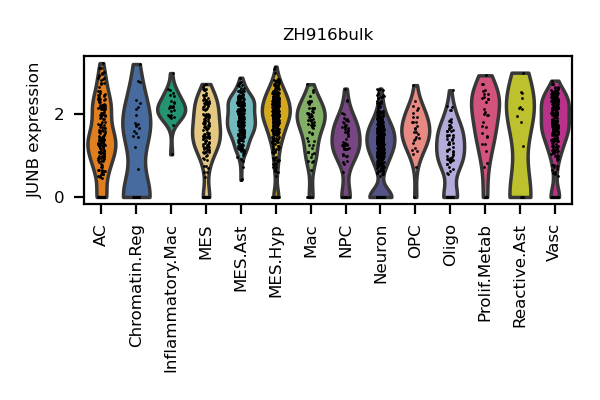 ZH916bulk
JUNB expression
2
0
AC
Chromatin.Reg
Inflammatory.Mac
MES
MES.Ast
MES.Hyp
Mac
NPC
Neuron
OPC
Oligo
Prolif.Metab
Reactive.Ast
Vasc